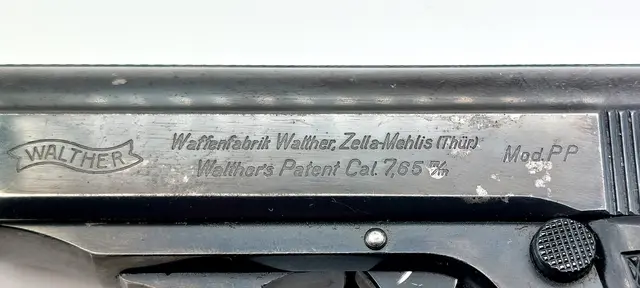 WALTHER
Waffenfabrik Walther, Zella-Mehlis (Thür)
Walther's Patent Cal. 7,65 m/m
Mod. PP